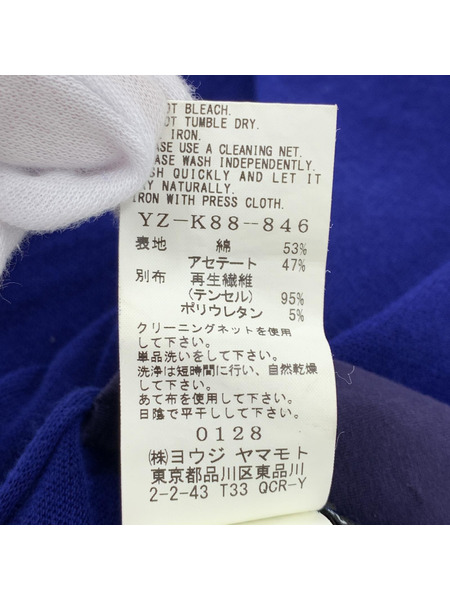 OT BLEACH.
OT TUMBLE DRY.
IRON.
ASE USE A CLEANING NET.
ASE WASH INDEPENDENTLY.
SH QUICKLY AND LET IT
RY NATURALLY.
IRON WITH PRESS CLOTH.
YZ-K88-846
表地 綿 53%
アセテート 47%
別布 再生繊維
(テンセル) 95%
ポリウレタン 5%
クリーニングネットを使用
して下さい。
単品洗いをして下さい。
洗浄は短時間に行い、自然乾燥
して下さい。
あて布を使用して下さい。
日陰で平干しして下さい。
0128
㈱ヨウジ ヤマモト
東京都品川区東品川
2-2-43 T33 QCR-Y